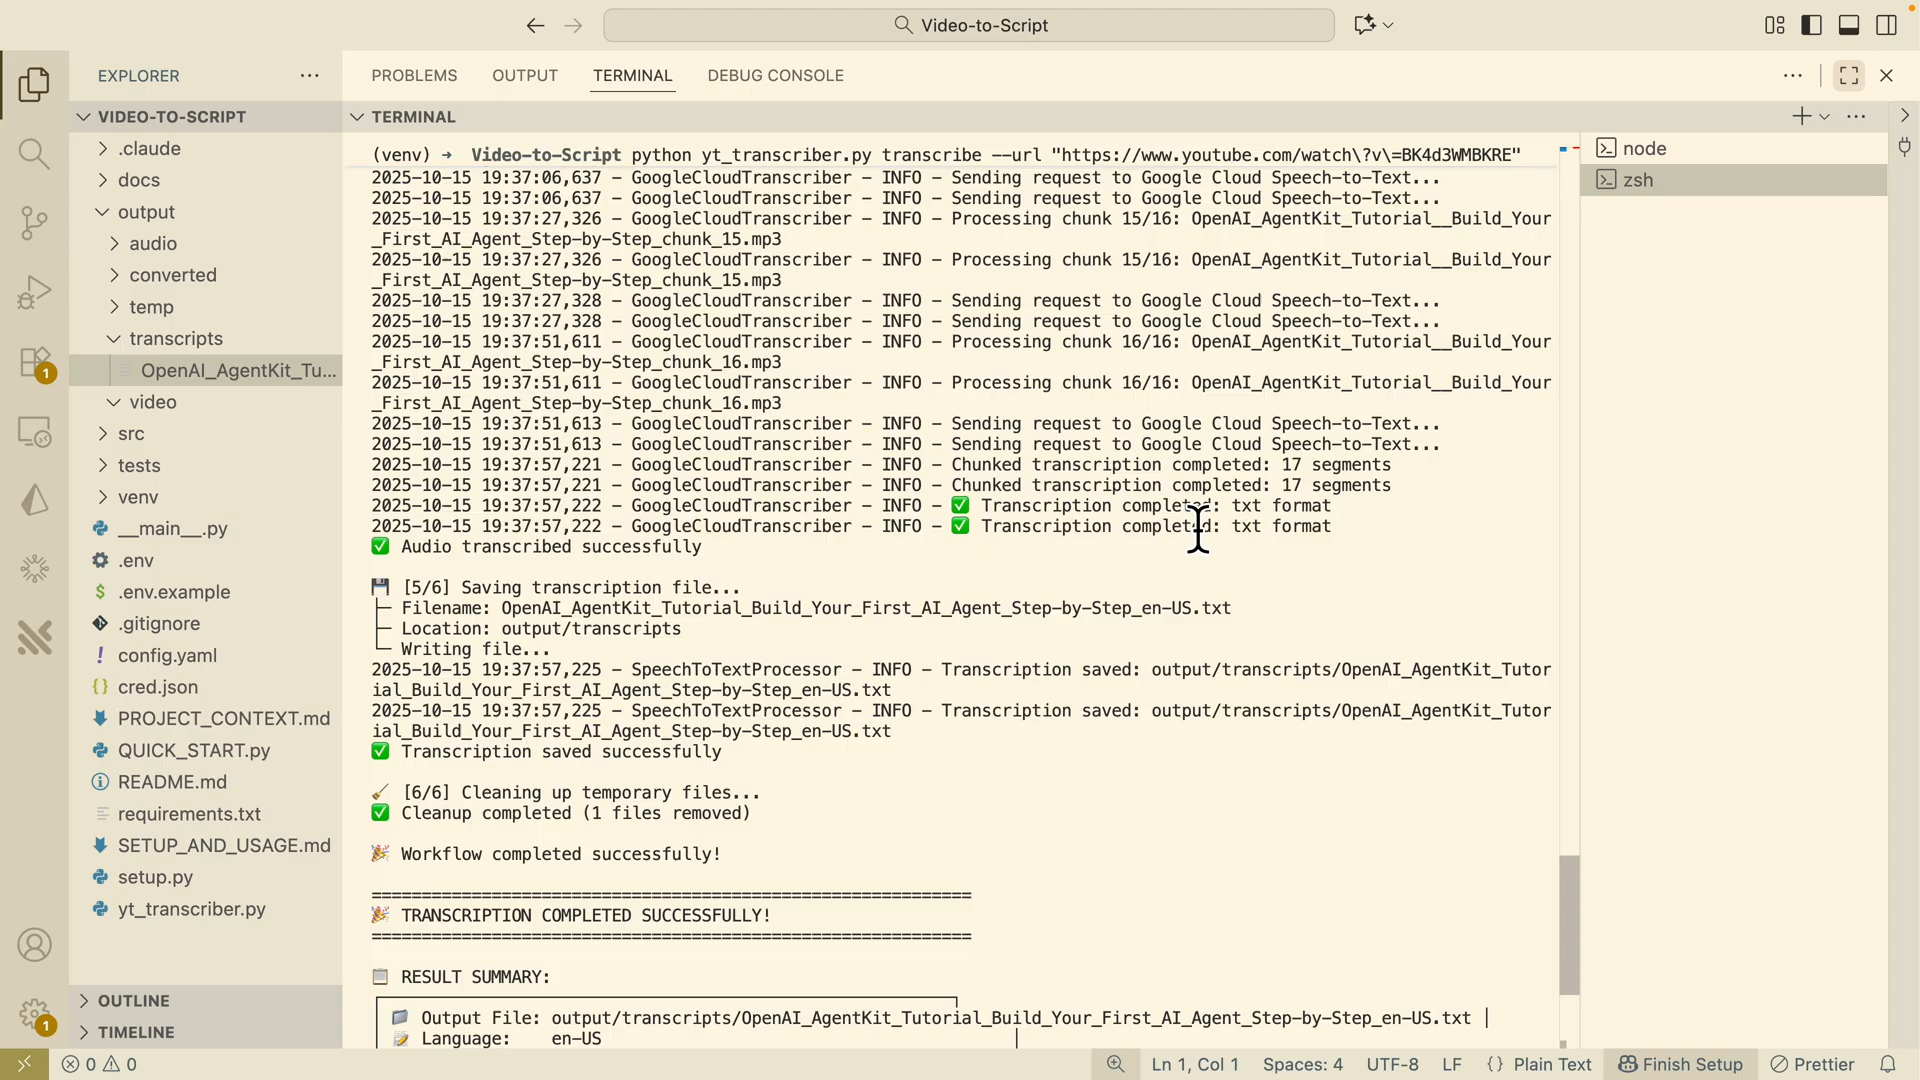 Video-to-Script
EXPLORER
PROBLEMS
OUTPUT
TERMINAL
DEBUG CONSOLE
VIDEO-TO-SCRIPT
.claude
docs
output
audio
converted
temp
transcripts
OpenAI_AgentKit_Tu...
video
src
tests
venv
__main__.py
.env
$ .env.example
.gitignore
! config.yaml
{} cred.json
PROJECT_CONTEXT.md
QUICK_START.py
README.md
requirements.txt
SETUP_AND_USAGE.md
setup.py
yt_transcriber.py
OUTLINE
TIMELINE
1
1
TERMINAL
(venv) → Video-to-Script python yt_transcriber.py transcribe --url "https://www.youtube.com/watch\?v\=BK4d3WMBKRE"
2025-10-15 19:37:06,637 - GoogleCloudTranscriber - INFO - Sending request to Google Cloud Speech-to-Text...
2025-10-15 19:37:06,637 - GoogleCloudTranscriber - INFO - Sending request to Google Cloud Speech-to-Text...
2025-10-15 19:37:27,326 - GoogleCloudTranscriber - INFO - Processing chunk 15/16: OpenAI_AgentKit_Tutorial__Build_Your
_First_AI_Agent_Step-by-Step_chunk_15.mp3
2025-10-15 19:37:27,326 - GoogleCloudTranscriber - INFO - Processing chunk 15/16: OpenAI_AgentKit_Tutorial__Build_Your
_First_AI_Agent_Step-by-Step_chunk_15.mp3
2025-10-15 19:37:27,328 - GoogleCloudTranscriber - INFO - Sending request to Google Cloud Speech-to-Text...
2025-10-15 19:37:27,328 - GoogleCloudTranscriber - INFO - Sending request to Google Cloud Speech-to-Text...
2025-10-15 19:37:51,611 - GoogleCloudTranscriber - INFO - Processing chunk 16/16: OpenAI_AgentKit_Tutorial__Build_Your
_First_AI_Agent_Step-by-Step_chunk_16.mp3
2025-10-15 19:37:51,611 - GoogleCloudTranscriber - INFO - Processing chunk 16/16: OpenAI_AgentKit_Tutorial__Build_Your
_First_AI_Agent_Step-by-Step_chunk_16.mp3
2025-10-15 19:37:51,613 - GoogleCloudTranscriber - INFO - Sending request to Google Cloud Speech-to-Text...
2025-10-15 19:37:51,613 - GoogleCloudTranscriber - INFO - Sending request to Google Cloud Speech-to-Text...
2025-10-15 19:37:57,221 - GoogleCloudTranscriber - INFO - Chunked transcription completed: 17 segments
2025-10-15 19:37:57,221 - GoogleCloudTranscriber - INFO - Chunked transcription completed: 17 segments
2025-10-15 19:37:57,222 - GoogleCloudTranscriber - INFO - ✅ Transcription completed: txt format
2025-10-15 19:37:57,222 - GoogleCloudTranscriber - INFO - ✅ Transcription completed: txt format
✅ Audio transcribed successfully
💾 [5/6] Saving transcription file...
├─ Filename: OpenAI_AgentKit_Tutorial_Build_Your_First_AI_Agent_Step-by-Step_en-US.txt
├─ Location: output/transcripts
└─ Writing file...
2025-10-15 19:37:57,225 - SpeechToTextProcessor - INFO - Transcription saved: output/transcripts/OpenAI_AgentKit_Tutor
ial_Build_Your_First_AI_Agent_Step-by-Step_en-US.txt
2025-10-15 19:37:57,225 - SpeechToTextProcessor - INFO - Transcription saved: output/transcripts/OpenAI_AgentKit_Tutor
ial_Build_Your_First_AI_Agent_Step-by-Step_en-US.txt
✅ Transcription saved successfully
🧹 [6/6] Cleaning up temporary files...
✅ Cleanup completed (1 files removed)
🎉 Workflow completed successfully!
============================================================
🎉 TRANSCRIPTION COMPLETED SUCCESSFULLY!
============================================================
📋 RESULT SUMMARY:
📁 Output File: output/transcripts/OpenAI_AgentKit_Tutorial_Build_Your_First_AI_Agent_Step-by-Step_en-US.txt │
📝 Language: en-US │
node
zsh
0 0
Ln 1, Col 1
Spaces: 4
UTF-8
LF
{} Plain Text
Finish Setup
Prettier